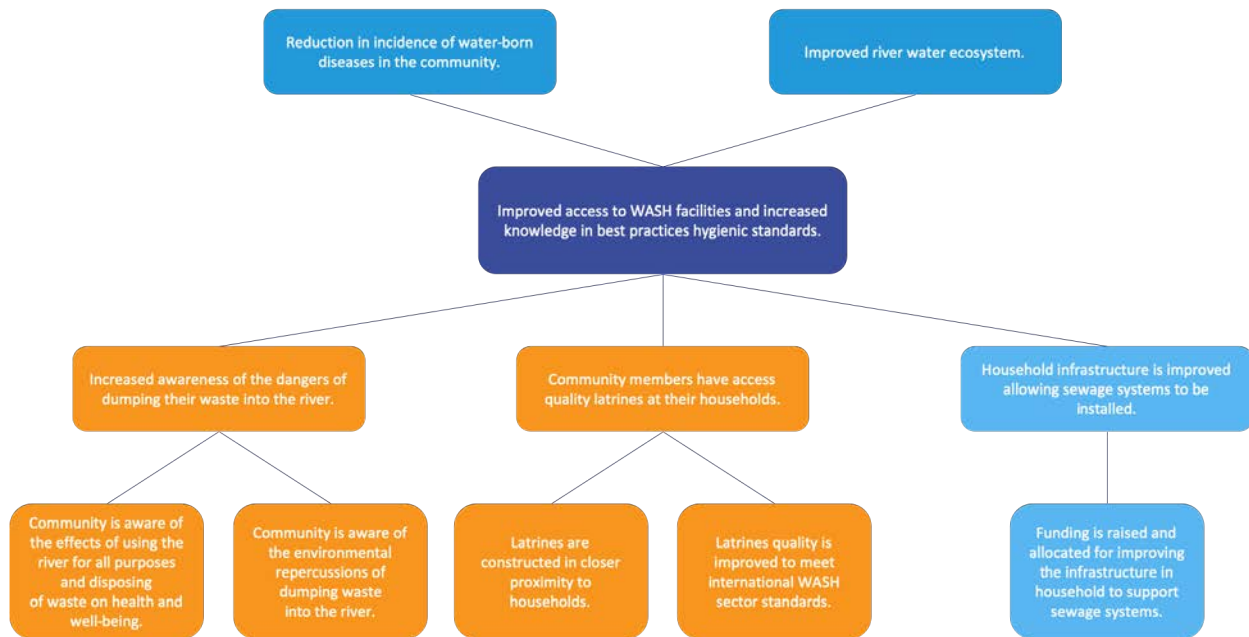 Reduction in incidence of water-born
diseases in the community.
Improved river water ecosystem.
Improved access to WASH facilities and increased
knowledge in best practices hygienic standards.
Increased awareness of the dangers of
dumping their waste into the river.
Community members have access
quality latrines at their households.
Household infrastructure is improved
allowing sewage systems to be
installed.
Community is aware of
the effects of using the
river for all purposes
and disposing
of waste on health and
well-being.
Community is aware of
the environmental
repercussions of
dumping waste
into the river.
Latrines are
constructed in closer
proximity to
households.
Latrines quality is
improved to meet
international WASH
sector standards.
Funding is raised and
allocated for improving
the infrastructure in
household to support
sewage systems.